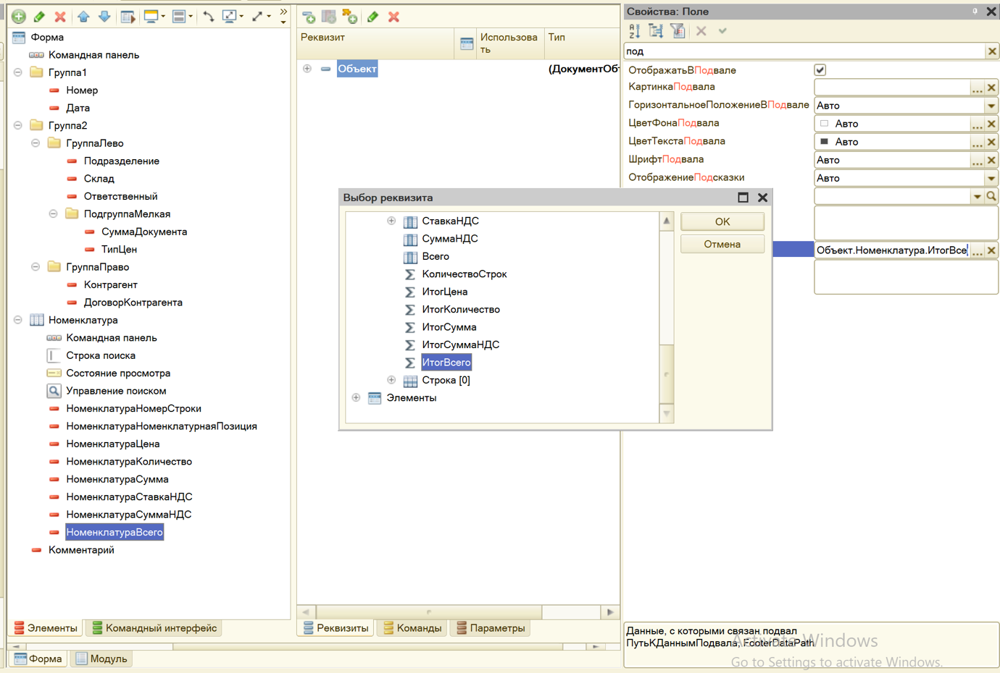 Форма
Командная панель
Группа1
Номер
Дата
Группа2
ГруппаЛево
Подразделение
Склад
Ответственный
ПодгруппаМелкая
СуммаДокумента
ТипЦен
ГруппаПраво
Контрагент
ДоговорКонтрагента
Номенклатура
Командная панель
Строка поиска
Состояние просмотра
Управление поиском
НоменклатураНомерСтроки
НоменклатураНоменклатурнаяПозиция
НоменклатураЦена
НоменклатураКоличество
НоменклатураСумма
НоменклатураСтавкаНДС
НоменклатураСуммаНДС
НоменклатураВсего
Комментарий
Элементы
Командный интерфейс
Форма
Модуль
Реквизит
Использова
ть
Тип
Объект
(ДокументОб
Реквизиты
Команды
Параметры
Выбор реквизита
СтавкаНДС
СуммаНДС
Всего
КоличествоСтрок
ИтогЦена
ИтогКоличество
ИтогСумма
ИтогСуммаНДС
ИтогВсего
Строка [0]
Элементы
OK
Отмена
Свойства: Поле
под
ОтображатьВПодвале
КартинкаПодвала
ГоризонтальноеПоложениеВПодвале
Авто
ЦветФонаПодвала
Авто
ЦветТекстаПодвала
Авто
ШрифтПодвала
Авто
ОтображениеПодсказки
Авто
Объект.Номенклатура.ИтогВсе
Данные, с которыми связан подвал
ПутьКДаннымПодвала, FooterDataPath
Activate Windows
Go to Settings to activate Windows.